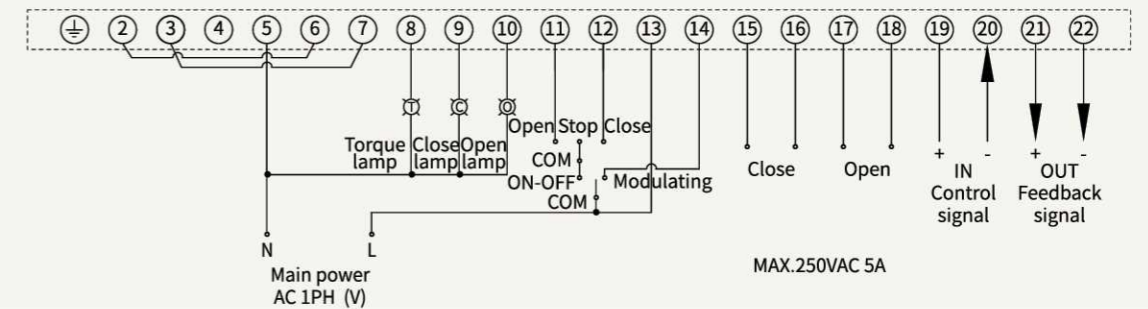 2 3 4 5 6 7 8 9 10 11 12 13 14 15 16 17 18 19 20 21 22
T C O
Open Stop Close
Torque lamp
Close lamp
Open lamp
COM
ON-OFF
Modulating
COM
Close
Open
+ -
IN
Control
signal
+ -
OUT
Feedback
signal
N L
Main power
AC 1PH (V)
MAX.250VAC 5A